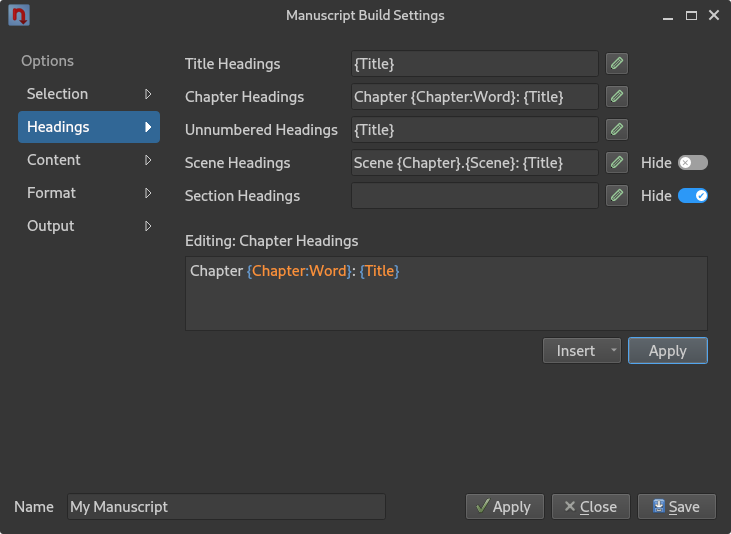 Manuscript Build Settings
Options
Selection
Headings
Content
Format
Output
Title Headings {Title}
Chapter Headings Chapter {Chapter:Word}: {Title}
Unnumbered Headings {Title}
Scene Headings Scene {Chapter}.{Scene}: {Title} Hide
Section Headings Hide
Editing: Chapter Headings
Chapter {Chapter:Word}: {Title}
Insert Apply
Name My Manuscript Apply Close Save